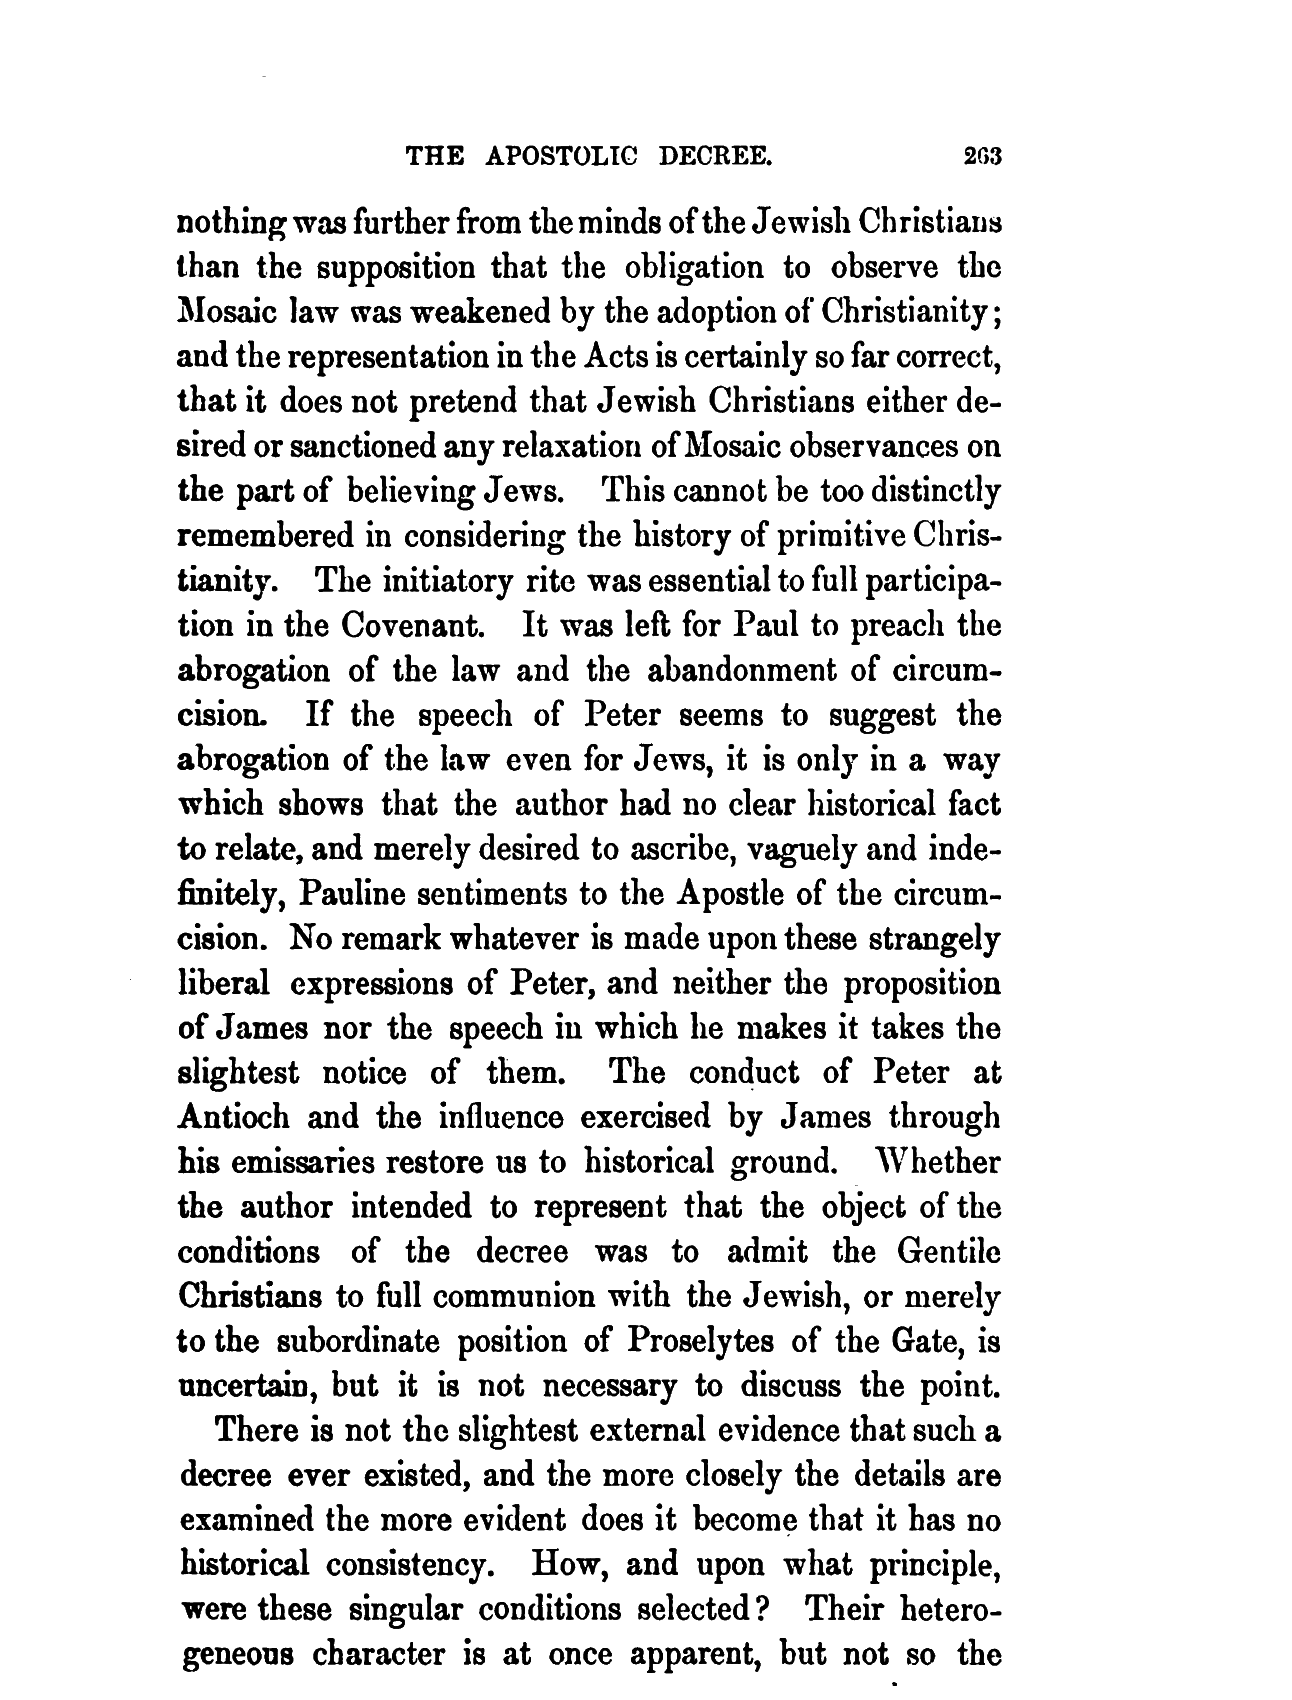 THE APOSTOLIC DECREE. 263
nothing was further from the minds of the Jewish Christians
than the supposition that the obligation to observe the
Mosaic law was weakened by the adoption of Christianity;
and the representation in the Acts is certainly so far correct,
that it does not pretend that Jewish Christians either de-
sired or sanctioned any relaxation of Mosaic observances on
the part of believing Jews. This cannot be too distinctly
remembered in considering the history of primitive Chris-
tianity. The initiatory rite was essential to full participa-
tion in the Covenant. It was left for Paul to preach the
abrogation of the law and the abandonment of circum-
cision. If the speech of Peter seems to suggest the
abrogation of the law even for Jews, it is only in a way
which shows that the author had no clear historical fact
to relate, and merely desired to ascribe, vaguely and inde-
finitely, Pauline sentiments to the Apostle of the circum-
cision. No remark whatever is made upon these strangely
liberal expressions of Peter, and neither the proposition
of James nor the speech in which he makes it takes the
slightest notice of them. The conduct of Peter at
Antioch and the influence exercised by James through
his emissaries restore us to historical ground. Whether
the author intended to represent that the object of the
conditions of the decree was to admit the Gentile
Christians to full communion with the Jewish, or merely
to the subordinate position of Proselytes of the Gate, is
uncertain, but it is not necessary to discuss the point.
There is not the slightest external evidence that such a
decree ever existed, and the more closely the details are
examined the more evident does it become that it has no
historical consistency. How, and upon what principle,
were these singular conditions selected? Their hetero-
geneous character is at once apparent, but not so the